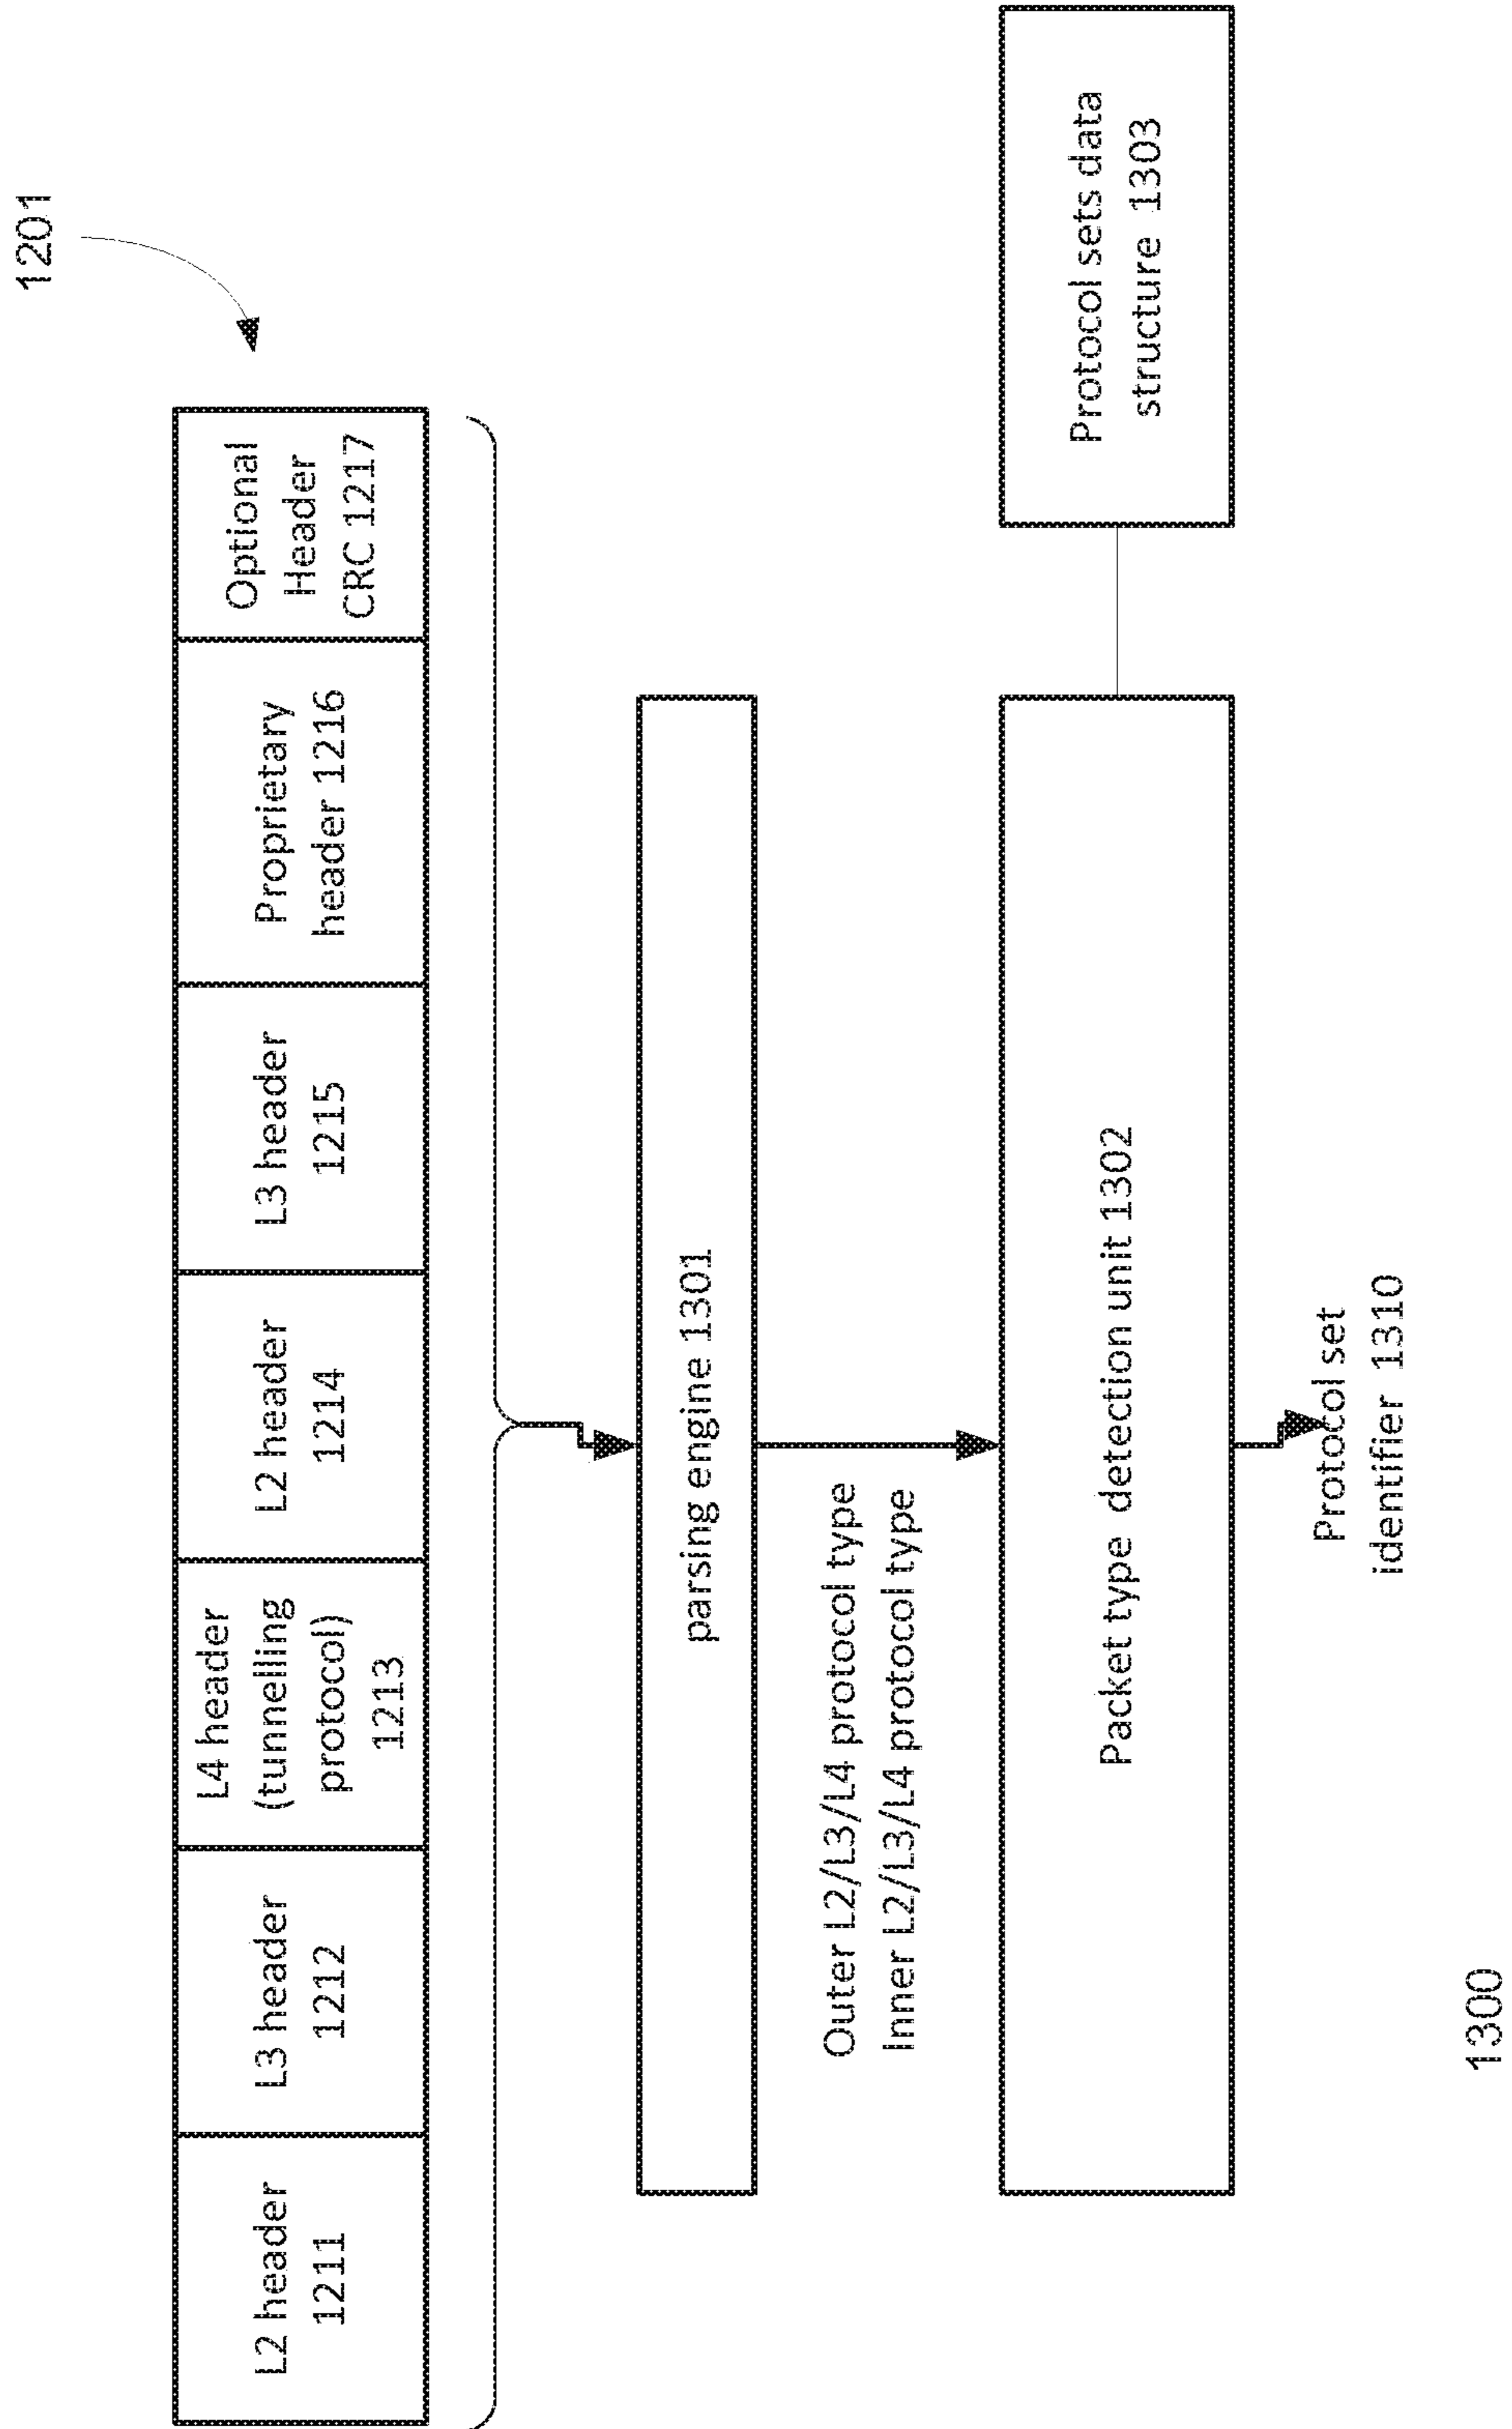 1201
L2 header
1211
L3 header
1212
L4 header
(tunnelling
protocol)
1213
L2 header
1214
L3 header
1215
Proprietary
header 1216
Optional
Header
CRC 1217
parsing engine 1301
Outer L2/L3/L4 protocol type
Inner L2/L3/L4 protocol type
Packet type detection unit 1302
Protocol sets data
structure 1303
Protocol set
identifier 1310
1300